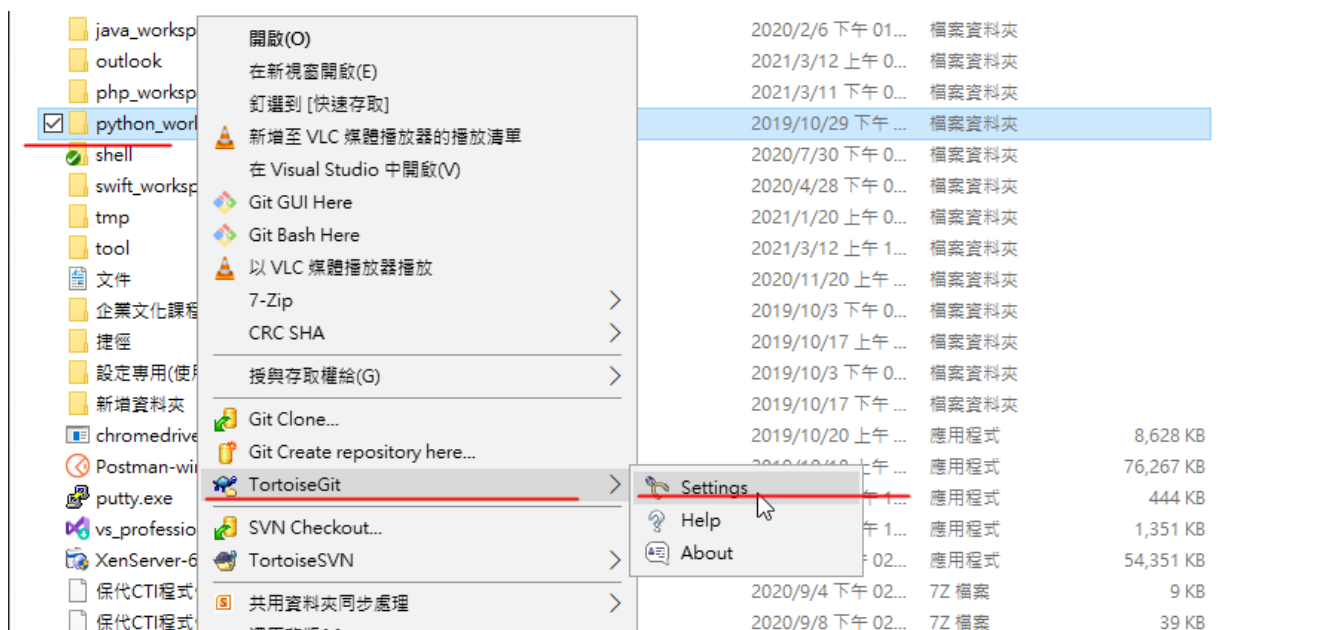 java_worksp
outlook
php_worksp
python_worl
shell
swift_worksp
tmp
tool
文件
企業文化課程
捷徑
設定專用(使用
新增資料夾
chromedrive
Postman-wi
putty.exe
vs_professio
XenServer-6
保代CTI程式
保代CTI程式
開啟(O)
在新視窗開啟(E)
釘選到 [快速存取]
新增至 VLC 媒體播放器的播放清單
在 Visual Studio 中開啟(V)
Git GUI Here
Git Bash Here
以 VLC 媒體播放器播放
7-Zip
CRC SHA
授與存取權給(G)
Git Clone...
Git Create repository here...
TortoiseGit
SVN Checkout...
TortoiseSVN
共用資料夾同步處理
Settings
Help
About
2020/2/6 下午 01... 檔案資料夾
2021/3/12 上午 0... 檔案資料夾
2021/3/11 下午 0... 檔案資料夾
2019/10/29 下午 ... 檔案資料夾
2020/7/30 下午 0... 檔案資料夾
2020/4/28 下午 0... 檔案資料夾
2021/1/20 上午 0... 檔案資料夾
2021/3/12 上午 1... 檔案資料夾
2020/11/20 上午 ... 檔案資料夾
2019/10/3 下午 0... 檔案資料夾
2019/10/17 上午 ... 檔案資料夾
2019/10/3 下午 0... 檔案資料夾
2019/10/17 下午 ... 檔案資料夾
2019/10/20 上午 ... 應用程式 8,628 KB
上午 ... 應用程式 76,267 KB
午 1... 應用程式 444 KB
午 1... 應用程式 1,351 KB
02... 應用程式 54,351 KB
2020/9/4 下午 02... 7Z 檔案 9 KB
2020/9/8 下午 02... 7Z 檔案 39 KB